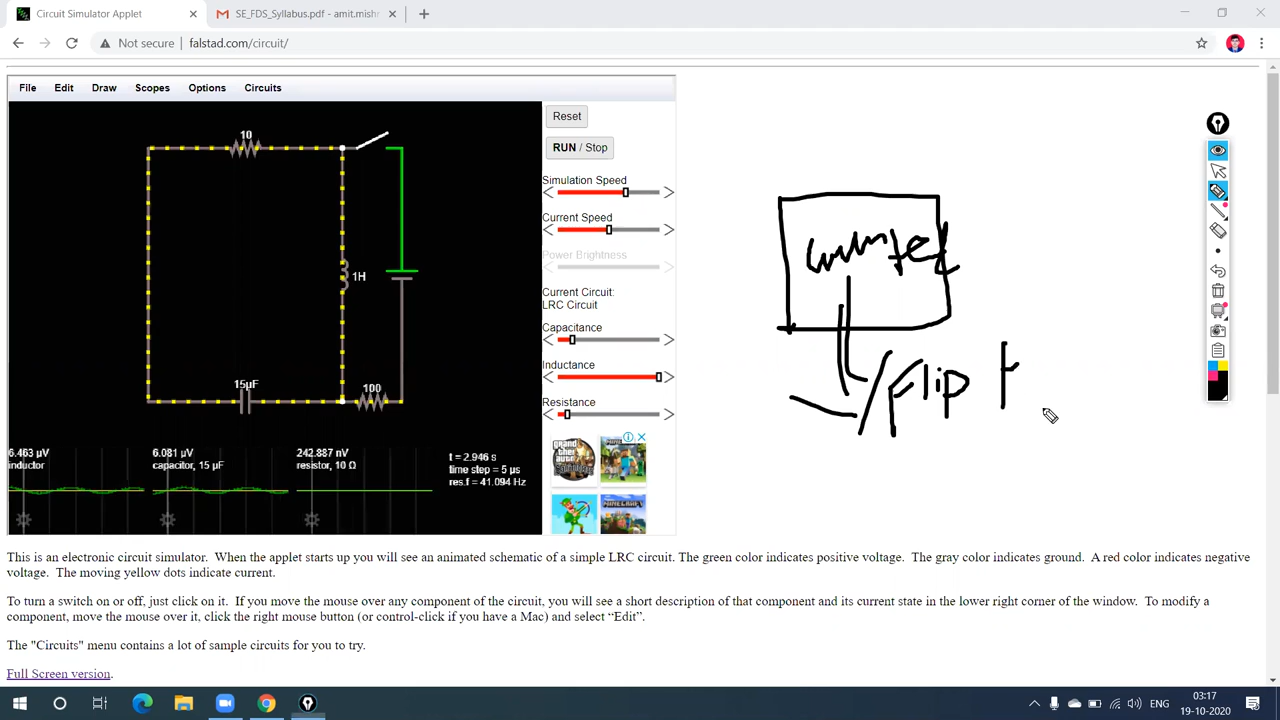 Circuit Simulator Applet
SE_FDS_Syllabus.pdf - amit.mish
Not secure | falstad.com/circuit/
File Edit Draw Scopes Options Circuits
Reset
RUN / Stop
Simulation Speed
Current Speed
Power Brightness
Current Circuit:
LRC Circuit
Capacitance
Inductance
Resistance
10
1H
15μF
100
6.463 μV
inductor
6.081 μV
capacitor, 15 μF
242.887 nV
resistor, 10 Ω
t = 2.946 s
time step = 5 μs
res.f = 41.094 Hz
flip
This is an electronic circuit simulator. When the applet starts up you will see an animated schematic of a simple LRC circuit. The green color indicates positive voltage. The gray color indicates ground. A red color indicates negative
voltage. The moving yellow dots indicate current.
To turn a switch on or off, just click on it. If you move the mouse over any component of the circuit, you will see a short description of that component and its current state in the lower right corner of the window. To modify a
component, move the mouse over it, click the right mouse button (or control-click if you have a Mac) and select “Edit”.
The "Circuits" menu contains a lot of sample circuits for you to try.
Full Screen version.
ENG
03:17
19-10-2020